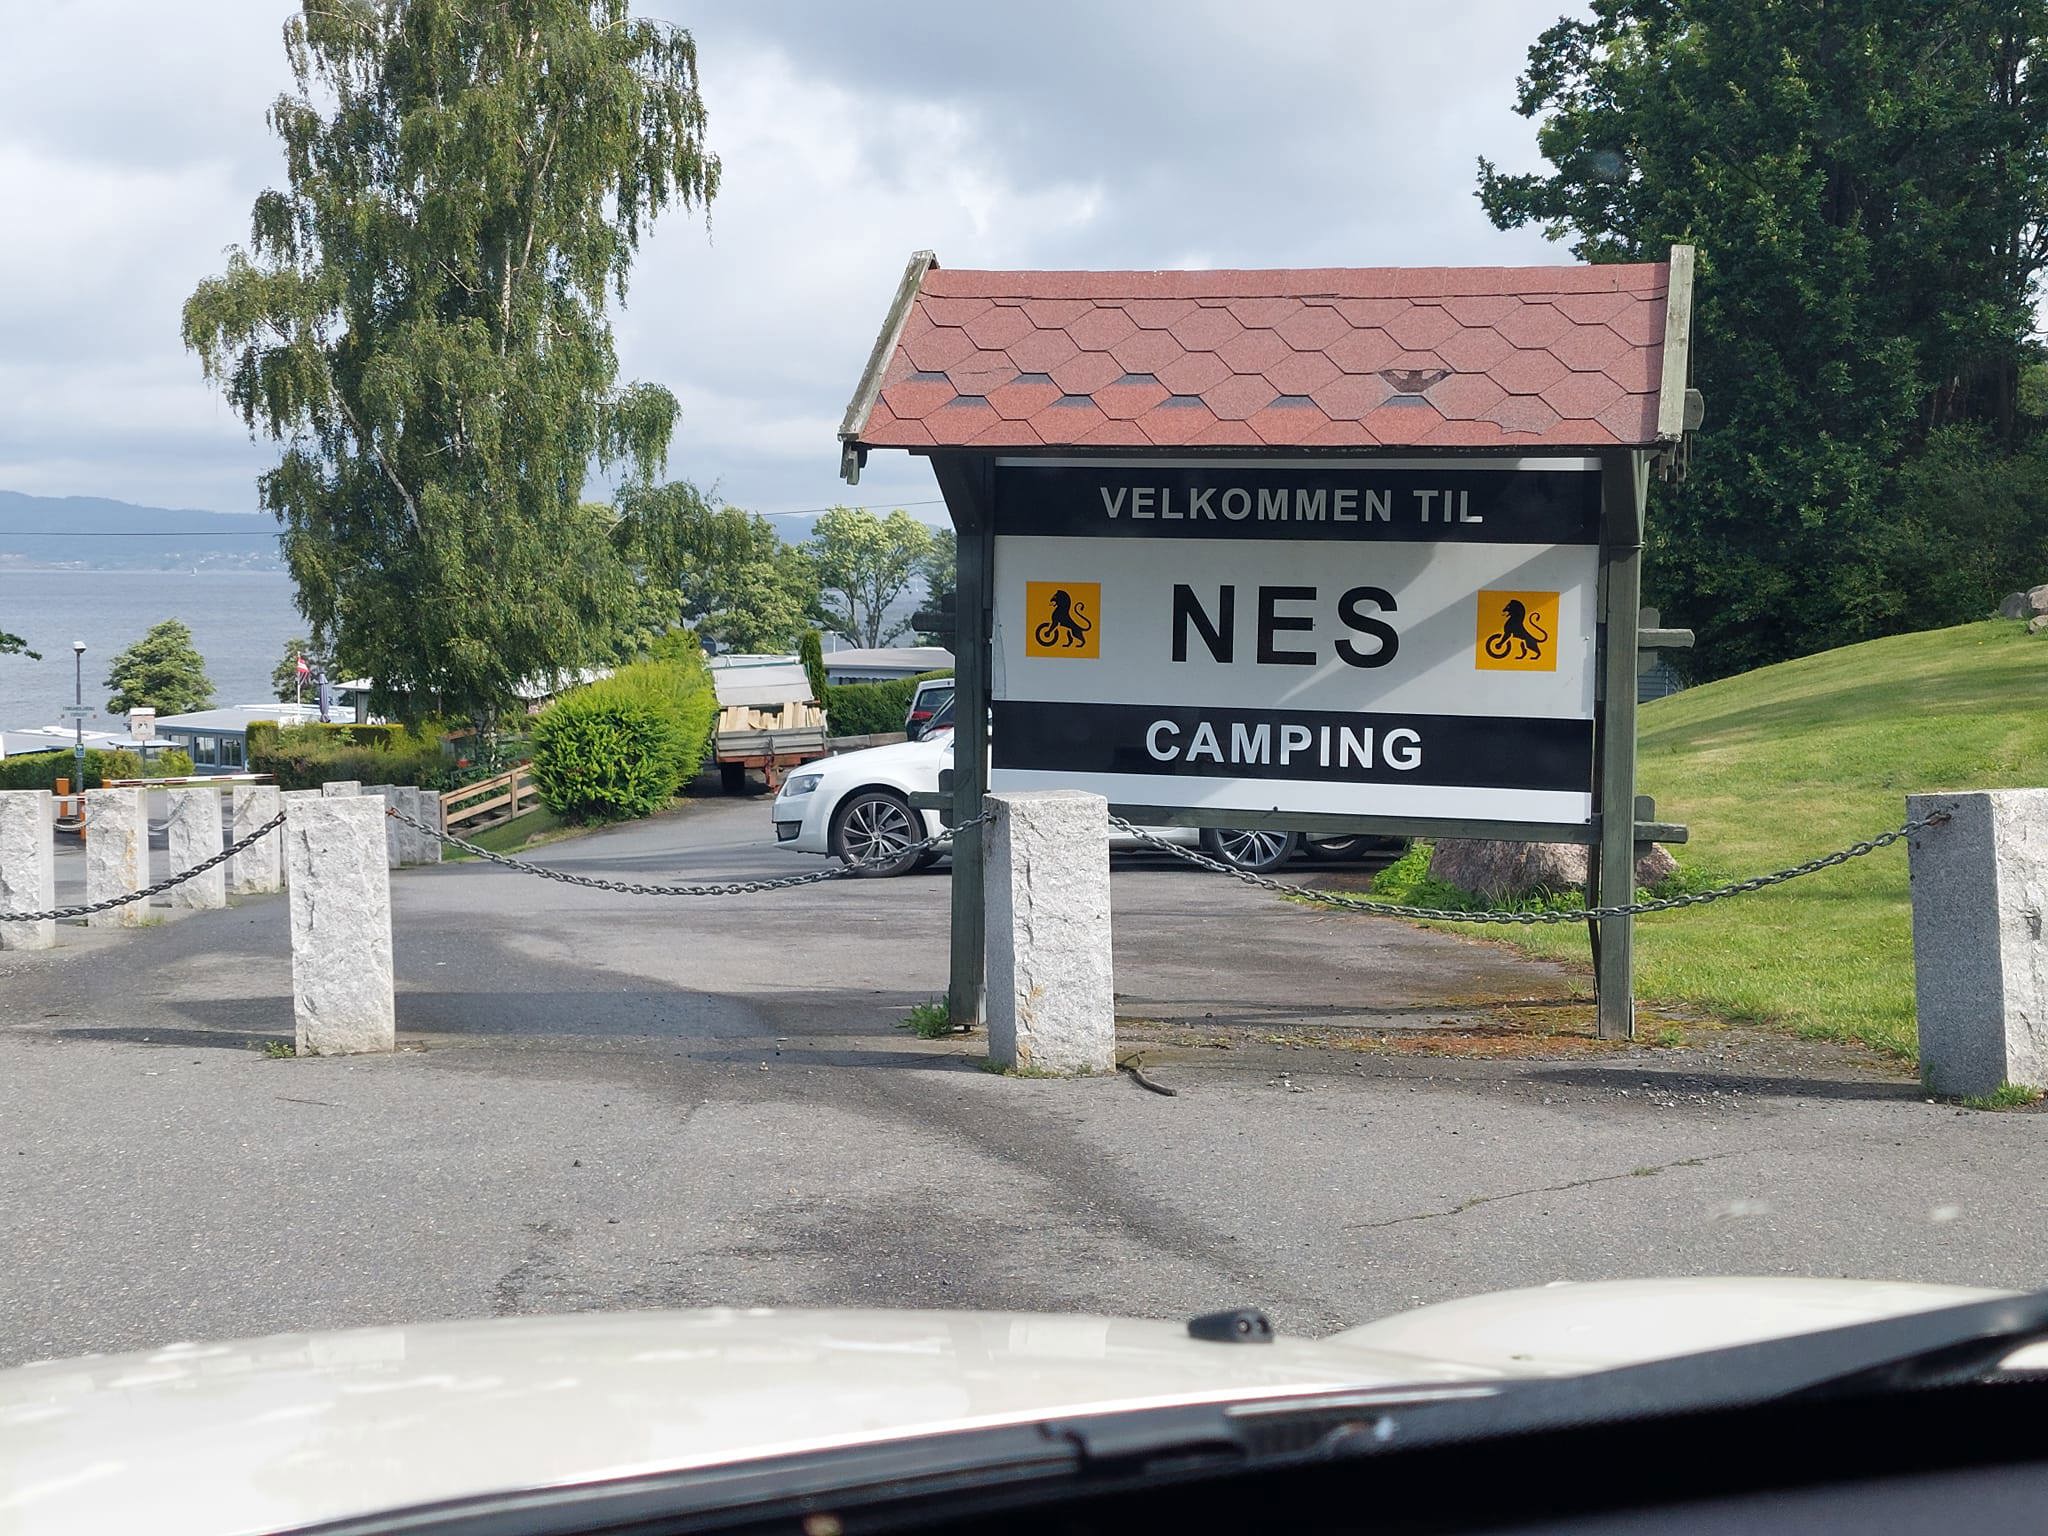 VELKOMMEN TIL
NES
CAMPING